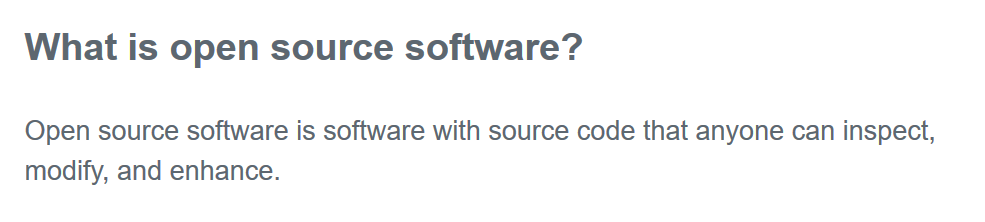 What is open source software?
Open source software is software with source code that anyone can inspect,
modify, and enhance.